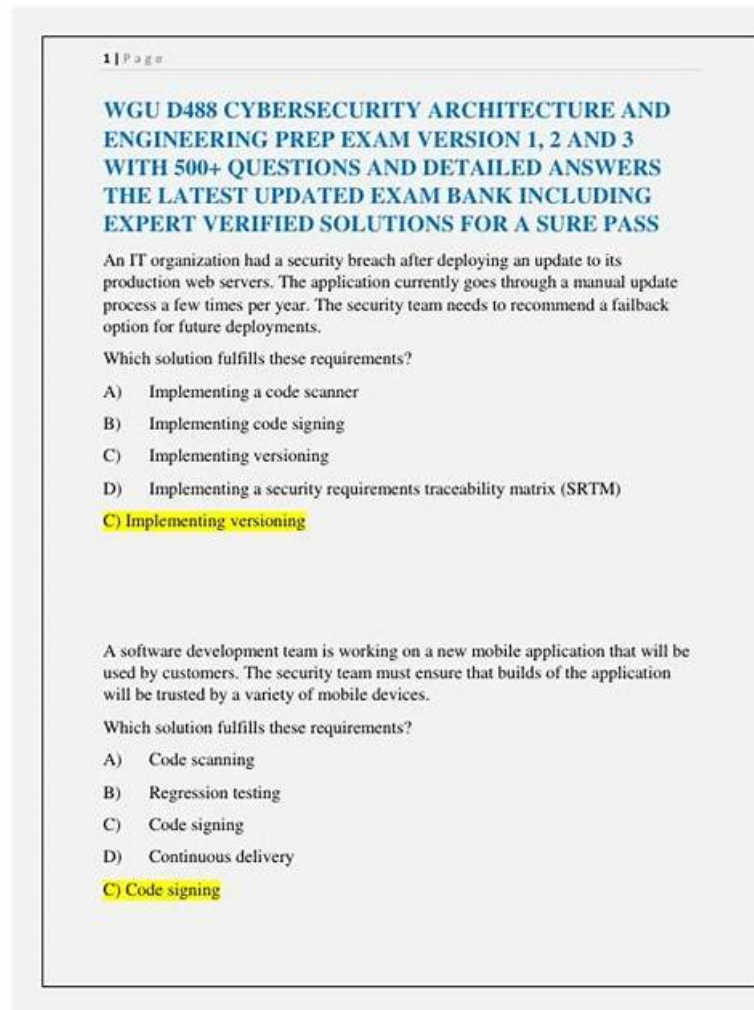 1 | Page
WGU D488 CYBERSECURITY ARCHITECTURE AND
ENGINEERING PREP EXAM VERSION 1, 2 AND 3
WITH 500+ QUESTIONS AND DETAILED ANSWERS
THE LATEST UPDATED EXAM BANK INCLUDING
EXPERT VERIFIED SOLUTIONS FOR A SURE PASS
An IT organization had a security breach after deploying an update to its
production web servers. The application currently goes through a manual update
process a few times per year. The security team needs to recommend a failback
option for future deployments.
Which solution fulfills these requirements?
A) Implementing a code scanner
B) Implementing code signing
C) Implementing versioning
D) Implementing a security requirements traceability matrix (SRTM)
C) Implementing versioning
A software development team is working on a new mobile application that will be
used by customers. The security team must ensure that builds of the application
will be trusted by a variety of mobile devices.
Which solution fulfills these requirements?
A) Code scanning
B) Regression testing
C) Code signing
D) Continuous delivery
C) Code signing